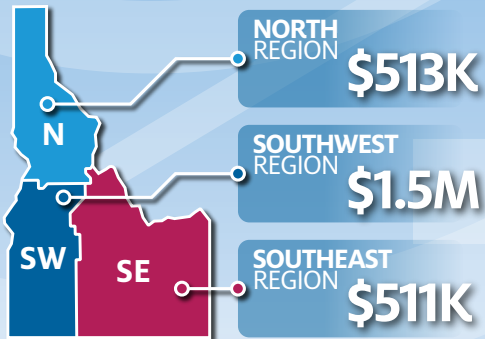 NORTH
REGION
$513K
N
SOUTHWEST
REGION
$1.5M
SW
SE
SOUTHEAST
REGION
$511K